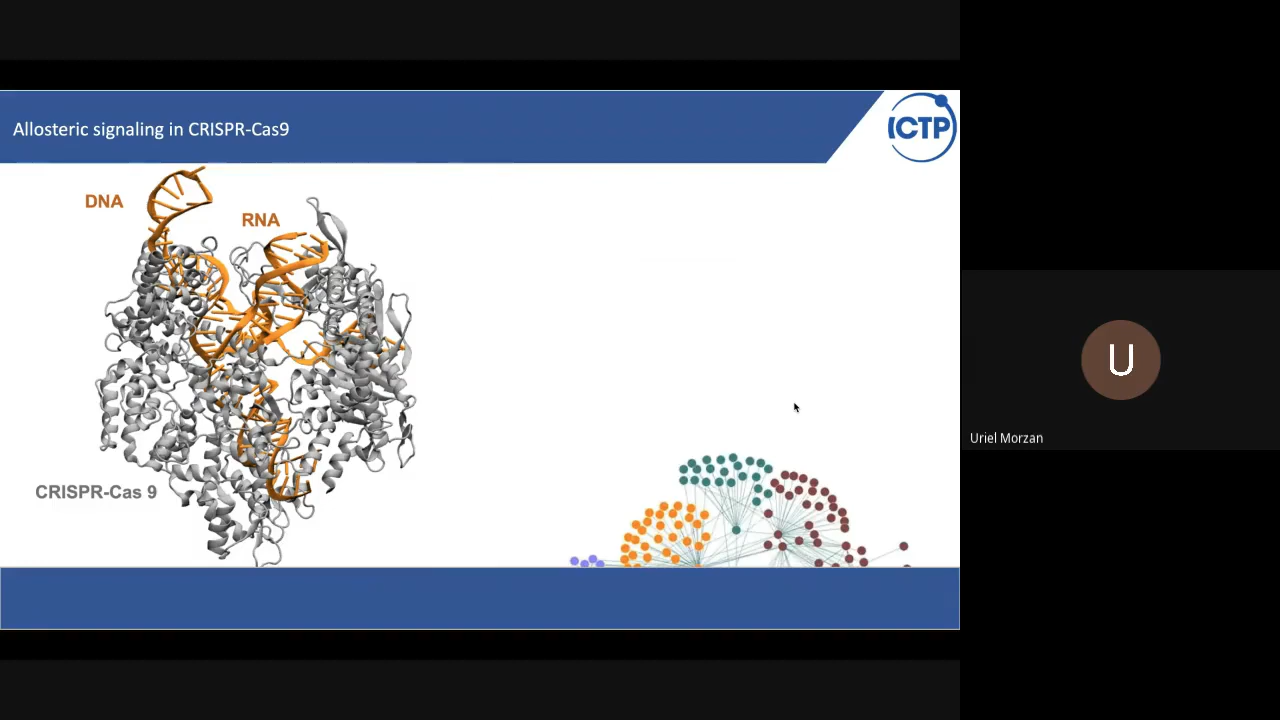 Allosteric signaling in CRISPR-Cas9
ICTP
DNA
RNA
CRISPR-Cas 9
U
Uriel Morzan